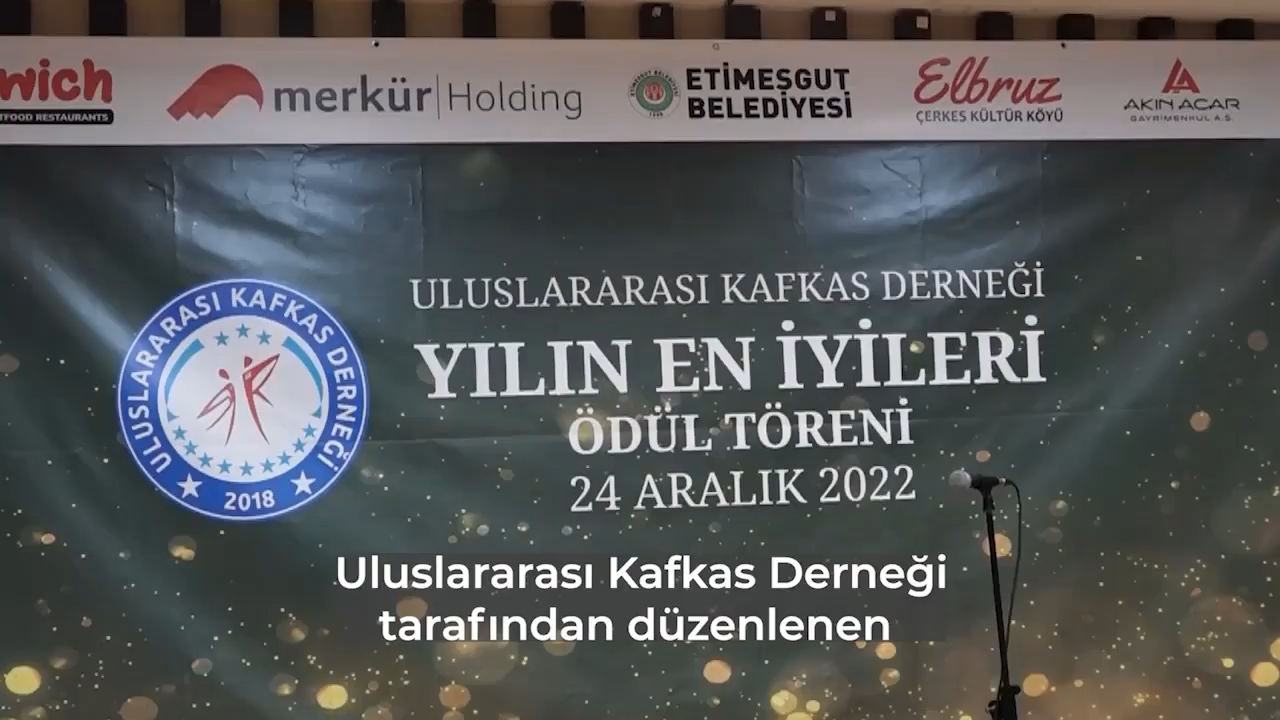 wich
TFOOD RESTAURANTS
merkür Holding
ETİMESGUT
BELEDİYESİ
Elbruz
ÇERKES KÜLTÜR KÖYÜ
AKIN ACAR
GAYRİMENKUL A.Ş.
ULUSLARARASI KAFKAS DERNEĞİ
2018
ULUSLARARASI KAFKAS DERNEĞİ
YILIN EN İYİLERİ
ÖDÜL TÖRENİ
24 ARALIK 2022
Uluslararası Kafkas Derneği
tarafından düzenlenen